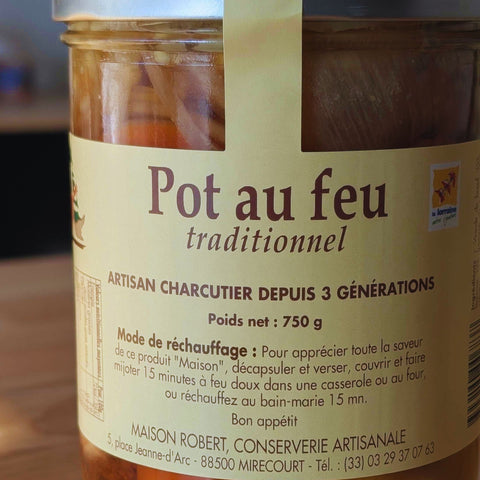 Pot au feu
traditionnel
la lorraine
ARTISAN CHARCUTIER DEPUIS 3 GÉNÉRATIONS
Poids net : 750 g
Mode de réchauffage : Pour apprécier toute la saveur
de ce produit "Maison", décapsuler et verser, couvrir et faire
mijoter 15 minutes à feu doux dans une casserole ou au four,
ou réchauffez au bain-marie 15 mn.
Bon appétit
MAISON ROBERT, CONSERVERIE ARTISANALE
5, place Jeanne-d'Arc - 88500 MIRECOURT - Tél. : (33) 03 29 37 07 63